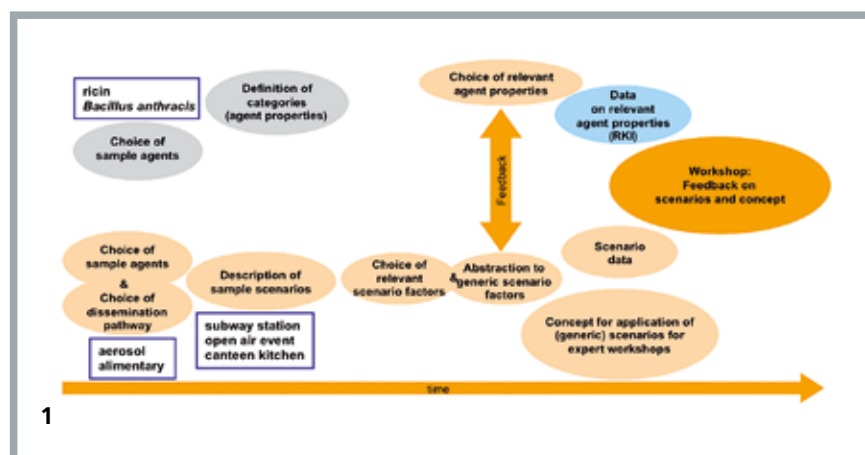 ricin
Bacillus anthracis
Definition of
categories
(agent properties)
Choice of
sample agents
Choice of relevant
agent properties
Data
on relevant
agent properties
(RKI)
Feedback
Workshop:
Feedback on
scenarios and concept
Choice of
sample agents
&
Choice of
dissemination
pathway
aerosol
alimentary
Description of
sample scenarios
subway station
open air event
canteen kitchen
Choice of
relevant
scenario factors
&
Abstraction to
generic scenario
factors
Scenario
data
Concept for application of
(generic) scenarios for
expert workshops
time
1